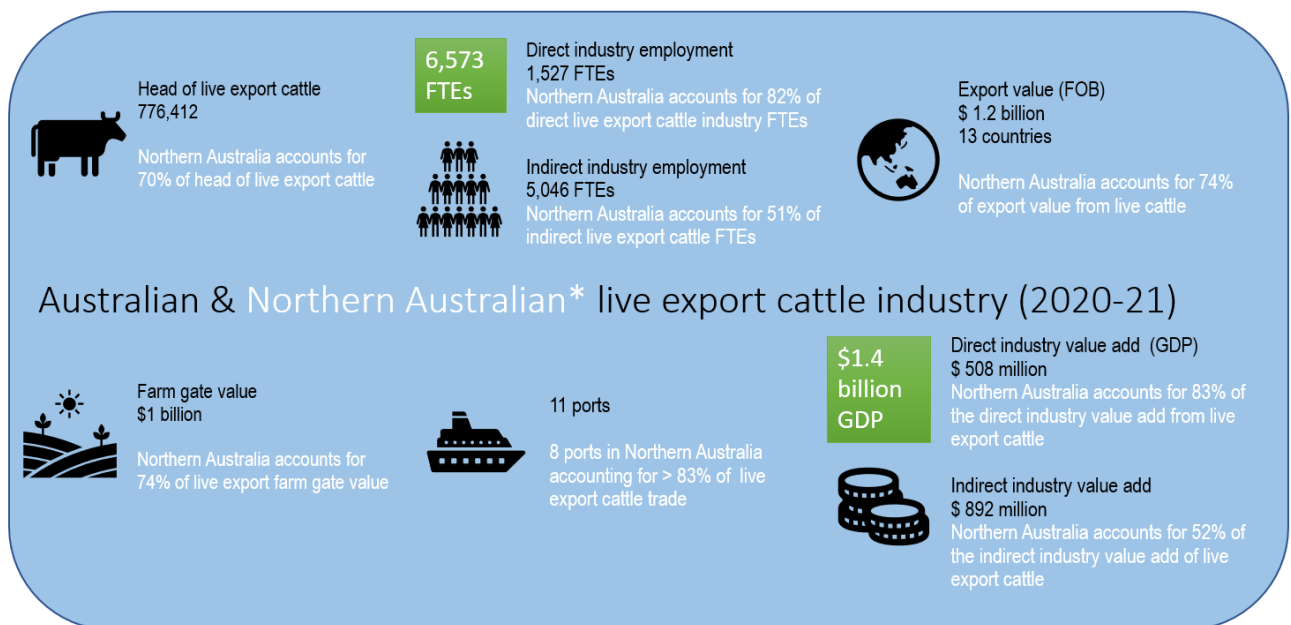 Head of live export cattle
776,412
Northern Australia accounts for
70% of head of live export cattle
6,573
FTEs
Direct industry employment
1,527 FTEs
Northern Australia accounts for 82% of
direct live export cattle industry FTEs
Indirect industry employment
5,046 FTEs
Northern Australia accounts for 51% of
indirect live export cattle FTEs
Export value (FOB)
$ 1.2 billion
13 countries
Northern Australia accounts for 74%
of export value from live cattle
Australian & Northern Australian* live export cattle industry (2020-21)
Farm gate value
$1 billion
Northern Australia accounts for
74% of live export farm gate value
11 ports
8 ports in Northern Australia
accounting for > 83% of live
export cattle trade
$1.4
billion
GDP
Direct industry value add (GDP)
$ 508 million
Northern Australia accounts for 83% of
the direct industry value add from live
export cattle
Indirect industry value add
$ 892 million
Northern Australia accounts for 52% of
the indirect industry value add of live
export cattle